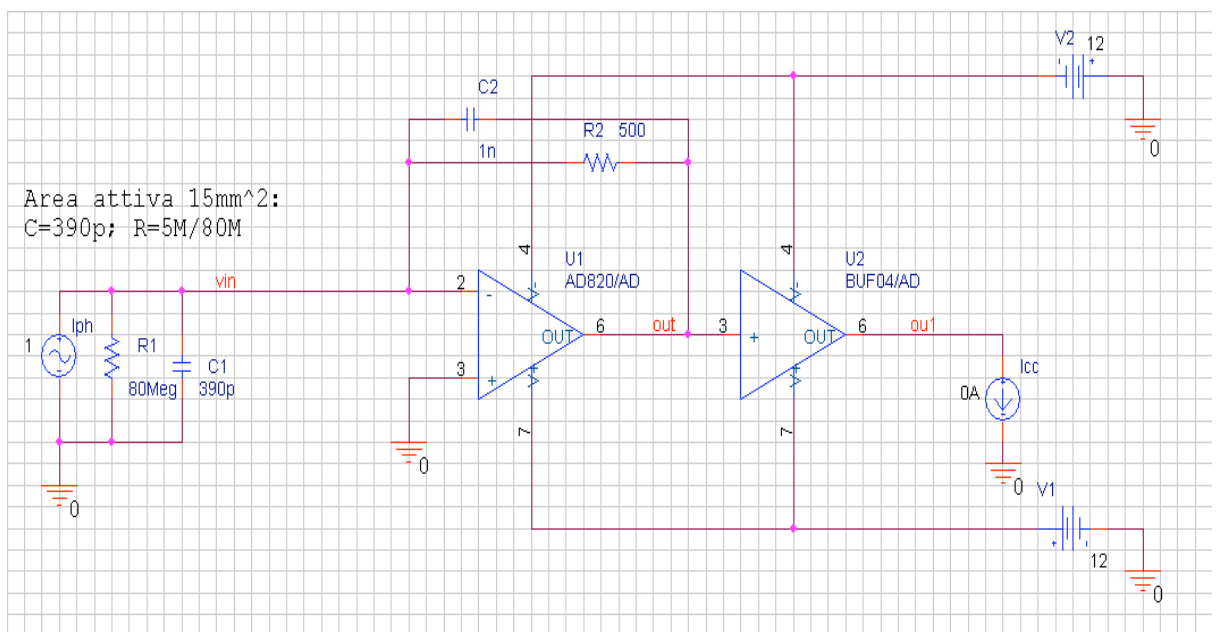 V2 12
C2
R2 500
1n
0
Area attiva 15mm^2:
C=390p; R=5M/80M
4
4
U1
AD820/AD
U2
BUF04/AD
vin
2
-
Iph
1
R1
80Meg
C1
390p
OUT
6
out
3
+
OUT
6
ou1
3
+
Icc
0A
7
7
0
0
0
V1
12
0